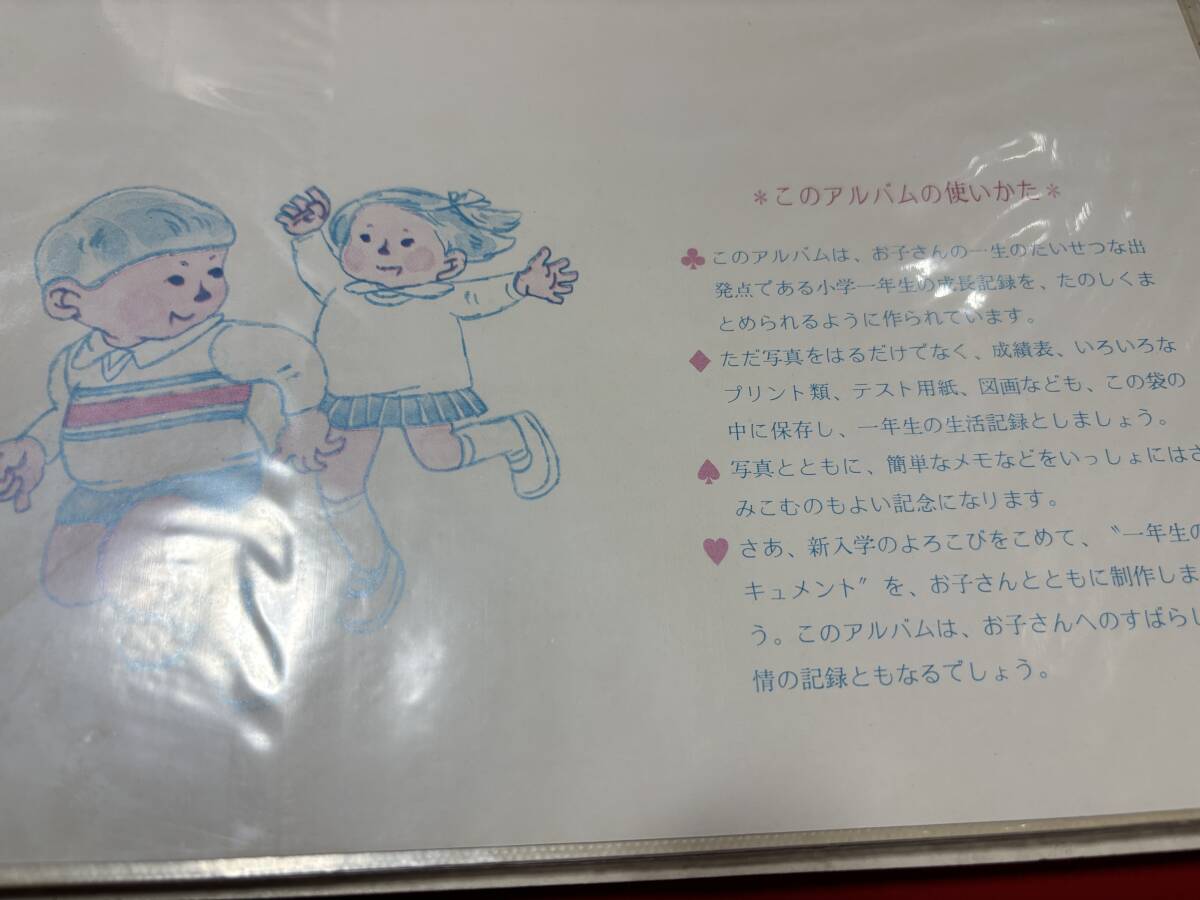 *このアルバムの使いかた*
♣このアルバムは、お子さんの一生のたいせつな出
発点である小学一年生の成長記録を、たのしくま
とめられるように作られています。
♦ただ写真をはるだけでなく、成績表、いろいろな
プリント類、テスト用紙、図画なども、この袋の
中に保存し、一年生の生活記録としましょう。
♠写真とともに、簡単なメモなどをいっしょにはさ
みこむのもよい記念になります。
♥さあ、新入学のよろこびをこめて、〝一年生の
キュメント〞を、お子さんとともに制作しま
う。このアルバムは、お子さんへのすばらし
情の記録ともなるでしょう。